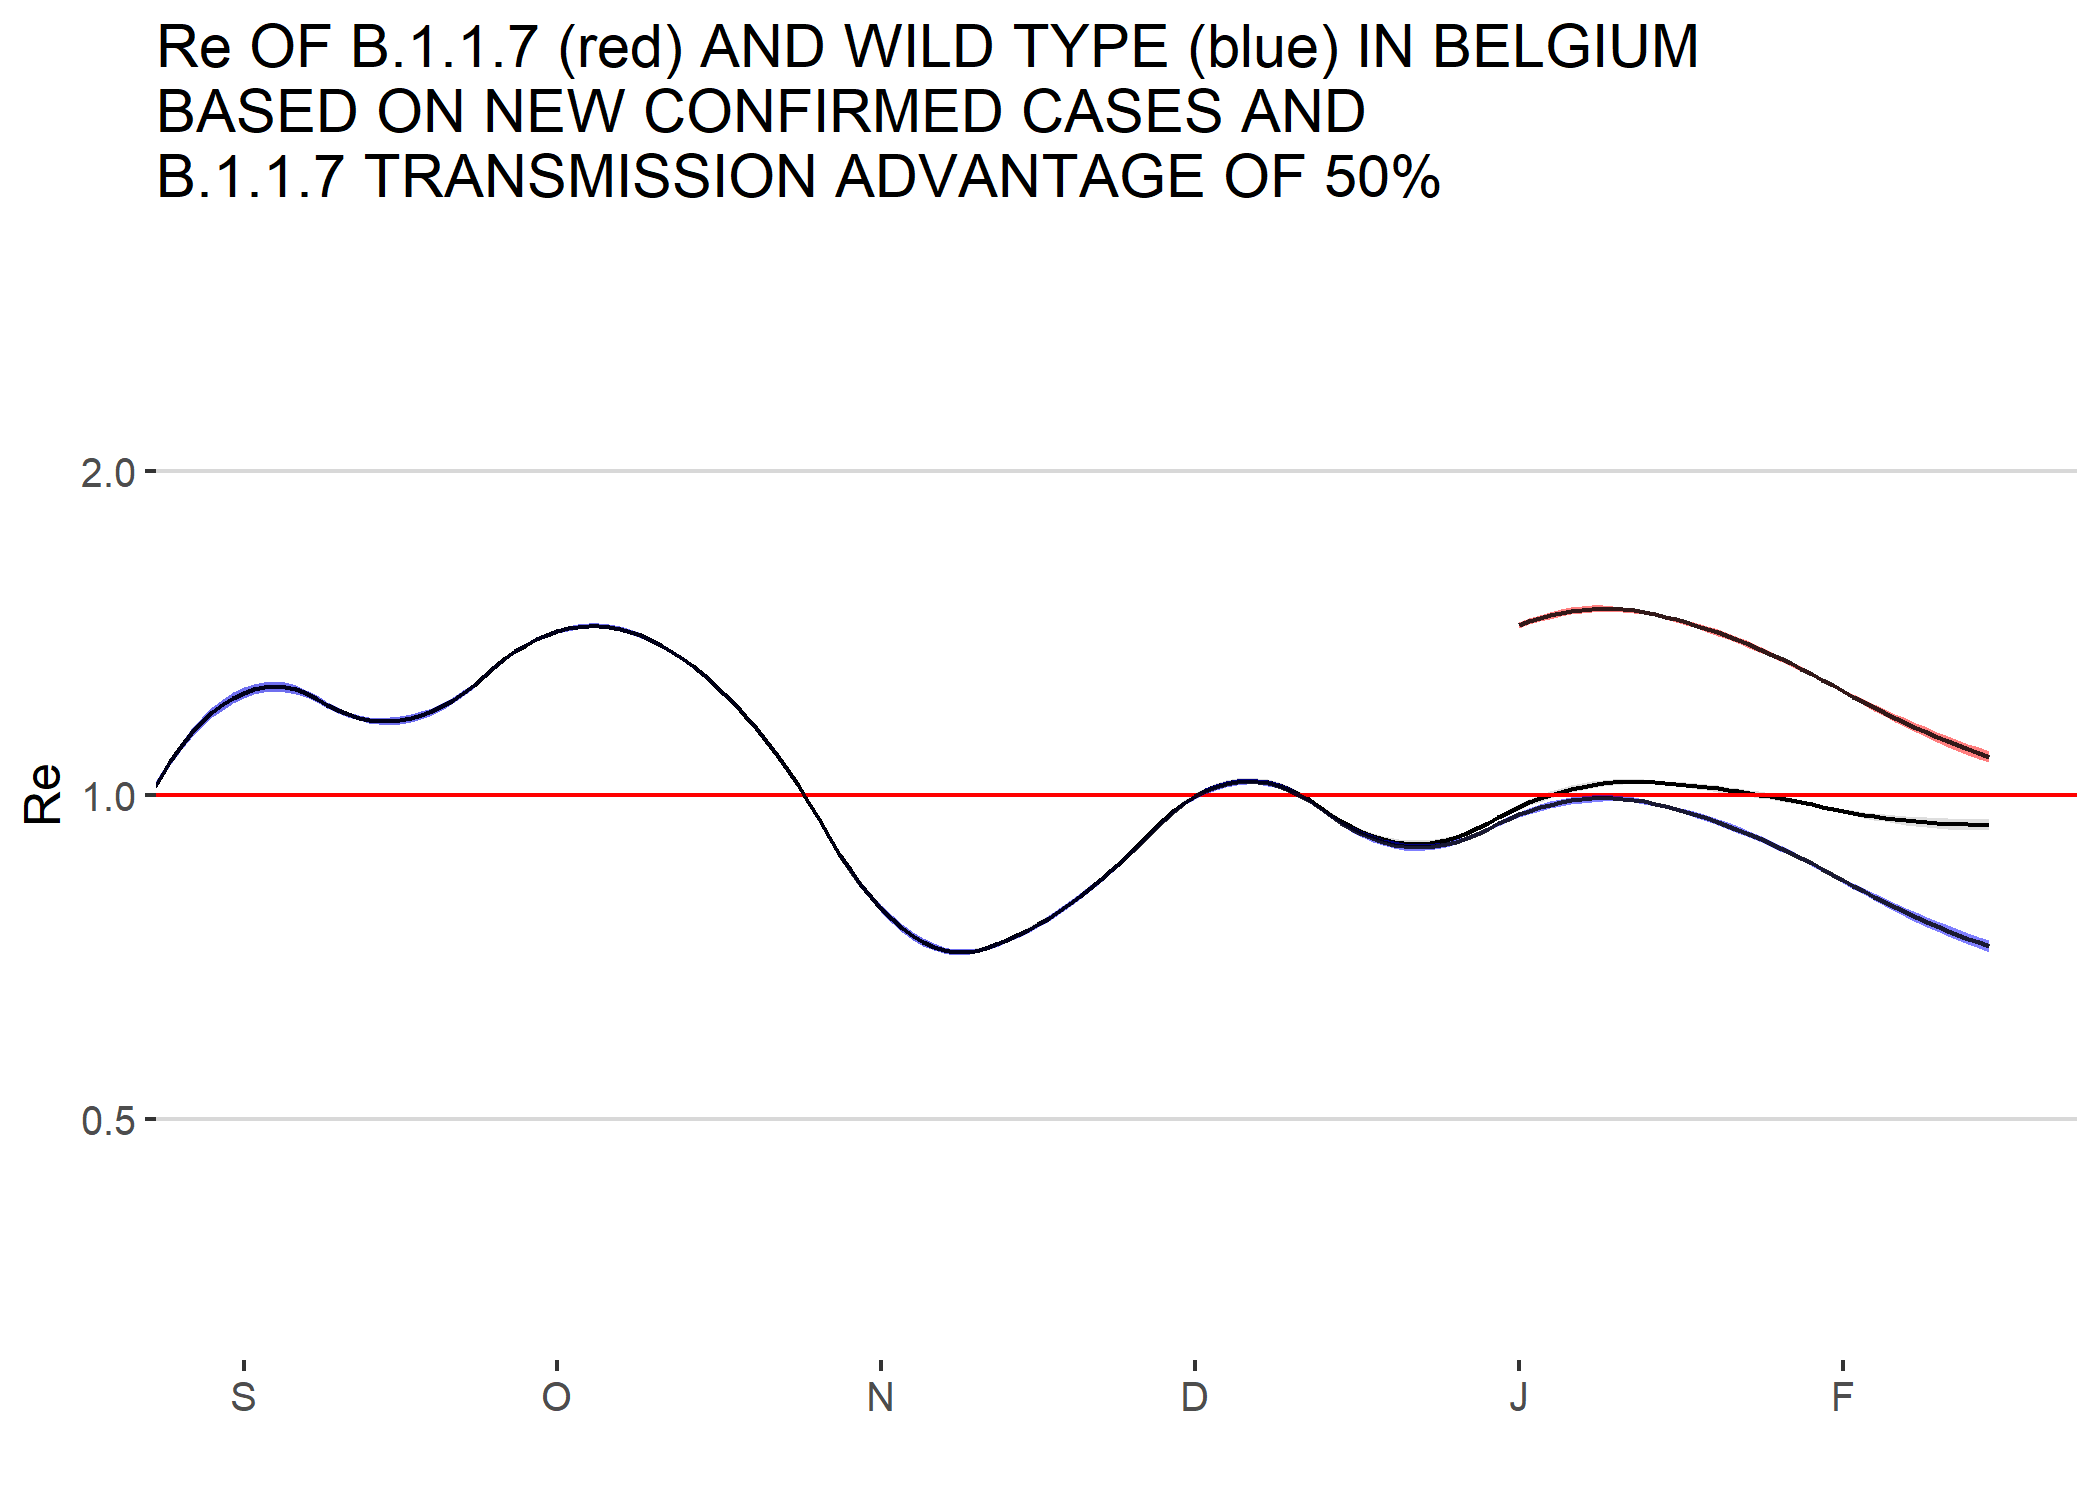 Re OF B.1.1.7 (red) AND WILD TYPE (blue) IN BELGIUM
BASED ON NEW CONFIRMED CASES AND
B.1.1.7 TRANSMISSION ADVANTAGE OF 50%
2.0
1.0
0.5
Re
S O N D J F